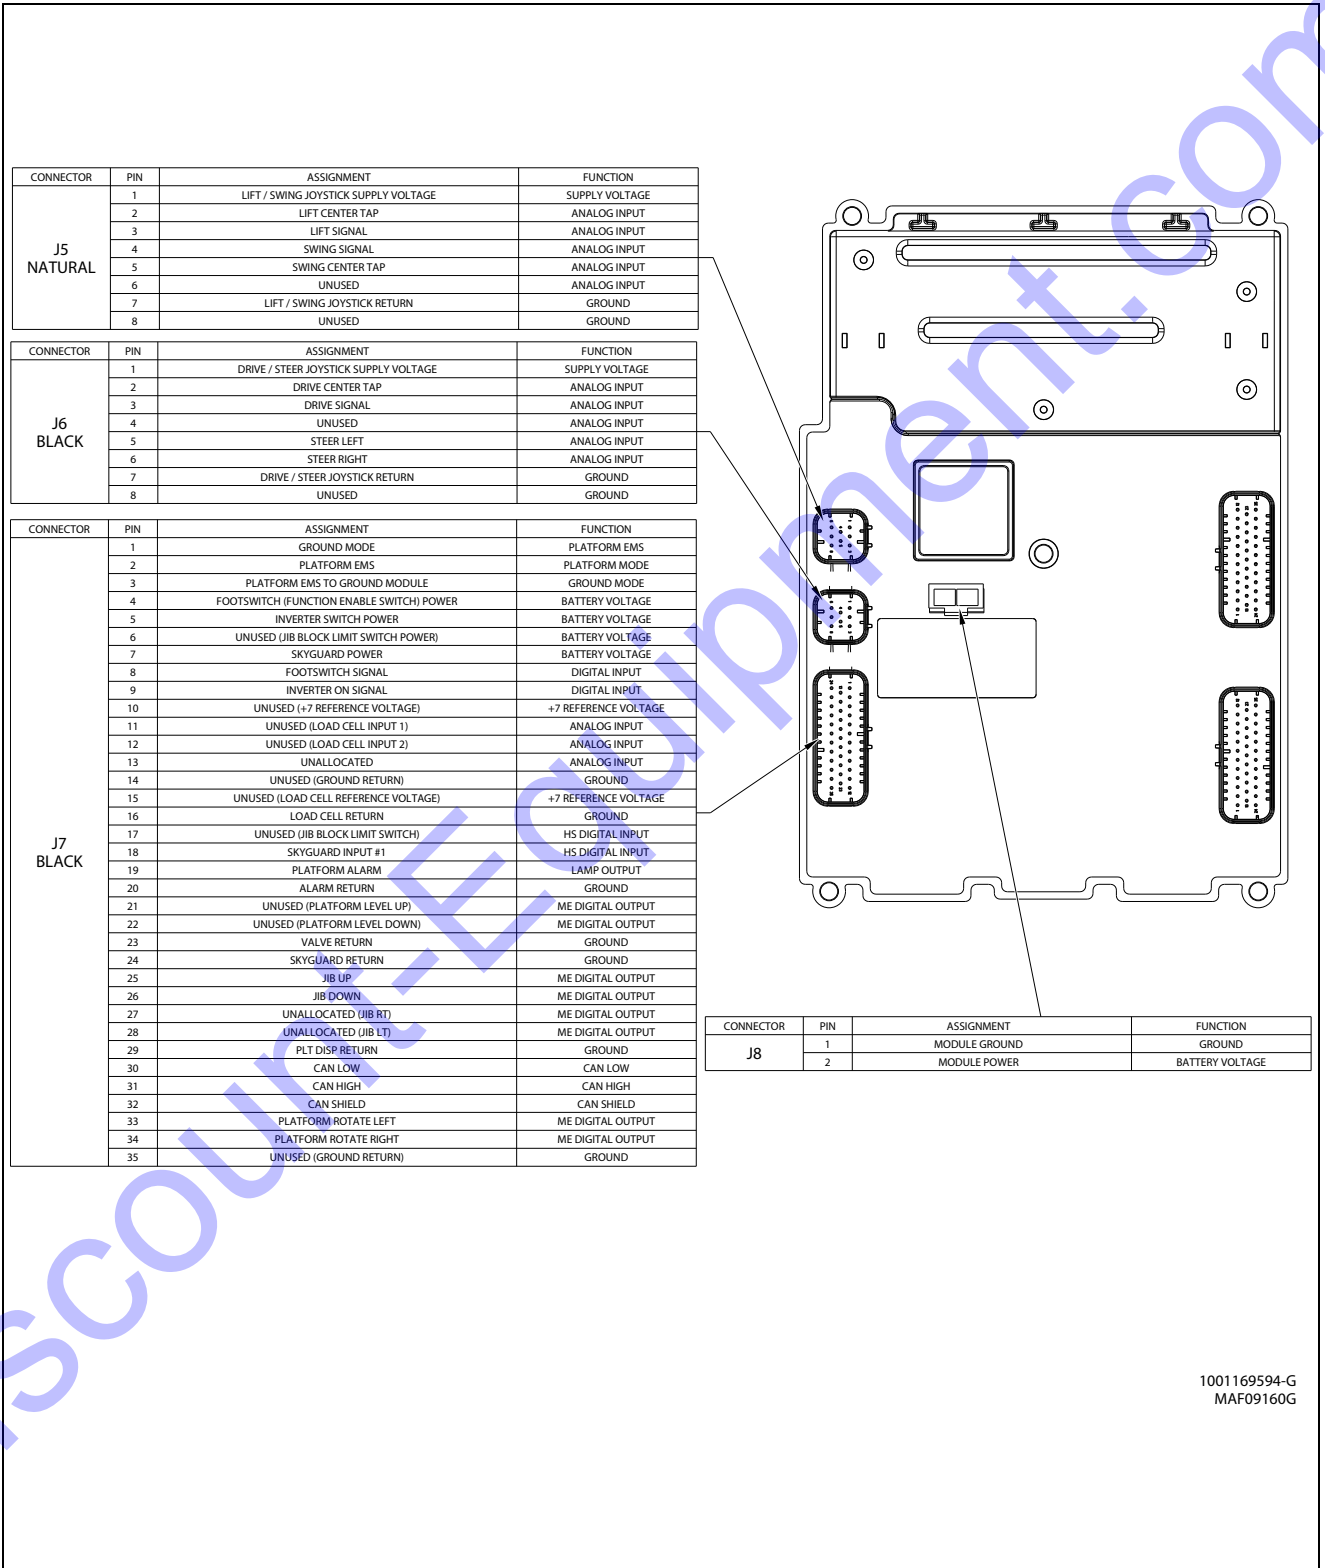 CONNECTOR PIN ASSIGNMENT FUNCTION
J5 NATURAL
1 LIFT / SWING JOYSTICK SUPPLY VOLTAGE SUPPLY VOLTAGE
2 LIFT CENTER TAP ANALOG INPUT
3 LIFT SIGNAL ANALOG INPUT
4 SWING SIGNAL ANALOG INPUT
5 SWING CENTER TAP ANALOG INPUT
6 UNUSED ANALOG INPUT
7 LIFT / SWING JOYSTICK RETURN GROUND
8 UNUSED GROUND
CONNECTOR PIN ASSIGNMENT FUNCTION
J6 BLACK
1 DRIVE / STEER JOYSTICK SUPPLY VOLTAGE SUPPLY VOLTAGE
2 DRIVE CENTER TAP ANALOG INPUT
3 DRIVE SIGNAL ANALOG INPUT
4 UNUSED ANALOG INPUT
5 STEER LEFT ANALOG INPUT
6 STEER RIGHT ANALOG INPUT
7 DRIVE / STEER JOYSTICK RETURN GROUND
8 UNUSED GROUND
CONNECTOR PIN ASSIGNMENT FUNCTION
J7 BLACK
1 GROUND MODE PLATFORM EMS
2 PLATFORM EMS PLATFORM MODE
3 PLATFORM EMS TO GROUND MODULE GROUND MODE
4 FOOTSWITCH (FUNCTION ENABLE SWITCH) POWER BATTERY VOLTAGE
5 INVERTER SWITCH POWER BATTERY VOLTAGE
6 UNUSED (JIB BLOCK LIMIT SWITCH POWER) BATTERY VOLTAGE
7 SKYGUARD POWER BATTERY VOLTAGE
8 FOOTSWITCH SIGNAL DIGITAL INPUT
9 INVERTER ON SIGNAL DIGITAL INPUT
10 UNUSED (+7 REFERENCE VOLTAGE) +7 REFERENCE VOLTAGE
11 UNUSED (LOAD CELL INPUT 1) ANALOG INPUT
12 UNUSED (LOAD CELL INPUT 2) ANALOG INPUT
13 UNALLOCATED ANALOG INPUT
14 UNUSED (GROUND RETURN) GROUND
15 UNUSED (LOAD CELL REFERENCE VOLTAGE) +7 REFERENCE VOLTAGE
16 LOAD CELL RETURN GROUND
17 UNUSED (JIB BLOCK LIMIT SWITCH) HS DIGITAL INPUT
18 SKYGUARD INPUT #1 HS DIGITAL INPUT
19 PLATFORM ALARM LAMP OUTPUT
20 ALARM RETURN GROUND
21 UNUSED (PLATFORM LEVEL UP) ME DIGITAL OUTPUT
22 UNUSED (PLATFORM LEVEL DOWN) ME DIGITAL OUTPUT
23 VALVE RETURN GROUND
24 SKYGUARD RETURN GROUND
25 JIB UP ME DIGITAL OUTPUT
26 JIB DOWN ME DIGITAL OUTPUT
27 UNALLOCATED (JIB RT) ME DIGITAL OUTPUT
28 UNALLOCATED (JIB LT) ME DIGITAL OUTPUT
29 PLT DISP RETURN GROUND
30 CAN LOW CAN LOW
31 CAN HIGH CAN HIGH
32 CAN SHIELD CAN SHIELD
33 PLATFORM ROTATE LEFT ME DIGITAL OUTPUT
34 PLATFORM ROTATE RIGHT ME DIGITAL OUTPUT
35 UNUSED (GROUND RETURN) GROUND
CONNECTOR PIN ASSIGNMENT FUNCTION
J8
1 MODULE GROUND GROUND
2 MODULE POWER BATTERY VOLTAGE
1001169594-G
MAF09160G
scount-Equipment.com